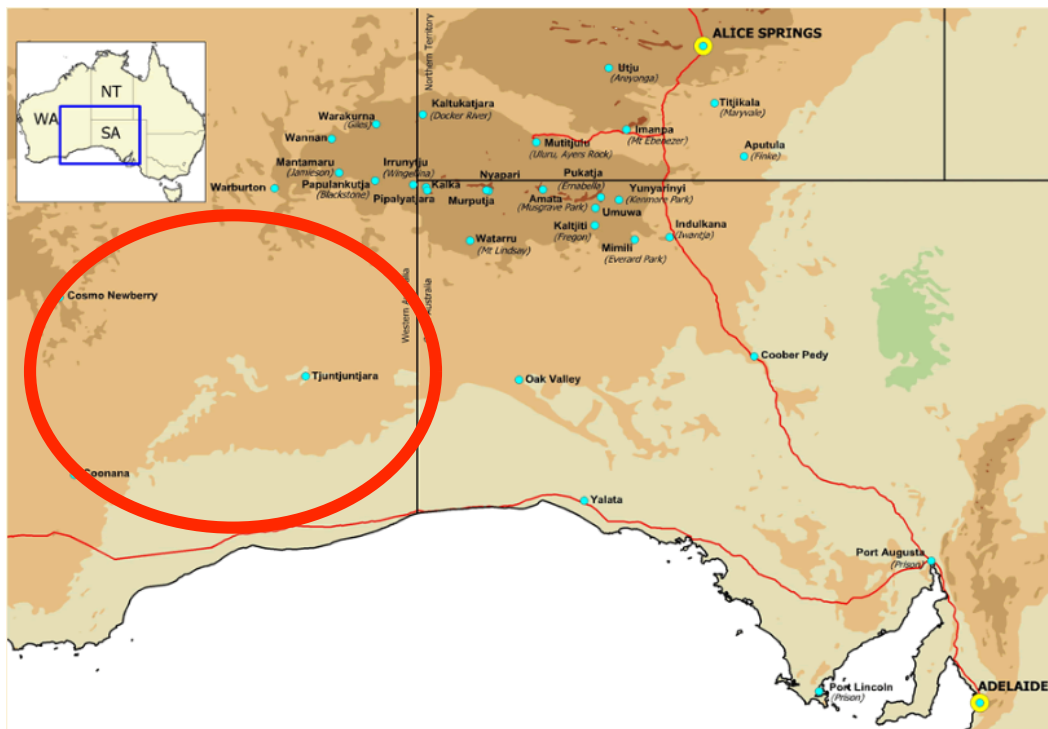 ALICE SPRINGS
NT
WA
SA
Northern Territory
Utju
(Areyonga)
Kaltukatjara
(Docker River)
Titjikala
(Maryvale)
Warakurna
(Giles)
Wannan
Imanpa
(Mt Ebenezer)
Mutitjulu
(Uluru, Ayers Rock)
Aputula
(Finke)
Mantamaru
(Jamieson)
Irrunytju
(Wingellina)
Pukatja
(Ernabella)
Nyapari
Warburton
Papulankutja
(Blackstone)
Kalka
Pipalyatjara
Murputja
Amata
(Musgrave Park)
Yunyarinyi
(Kenmore Park)
Umuwa
Kaltjiti
(Fregon)
Indulkana
(Iwantja)
Watarru
(Mt Lindsay)
Mimili
(Everard Park)
Cosmo Newberry
Western A
Australia
Coober Pedy
Tjuntjuntjara
Oak Valley
Coonana
Yalata
Port Augusta
(Prison)
Port Lincoln
(Prison)
ADELAIDE